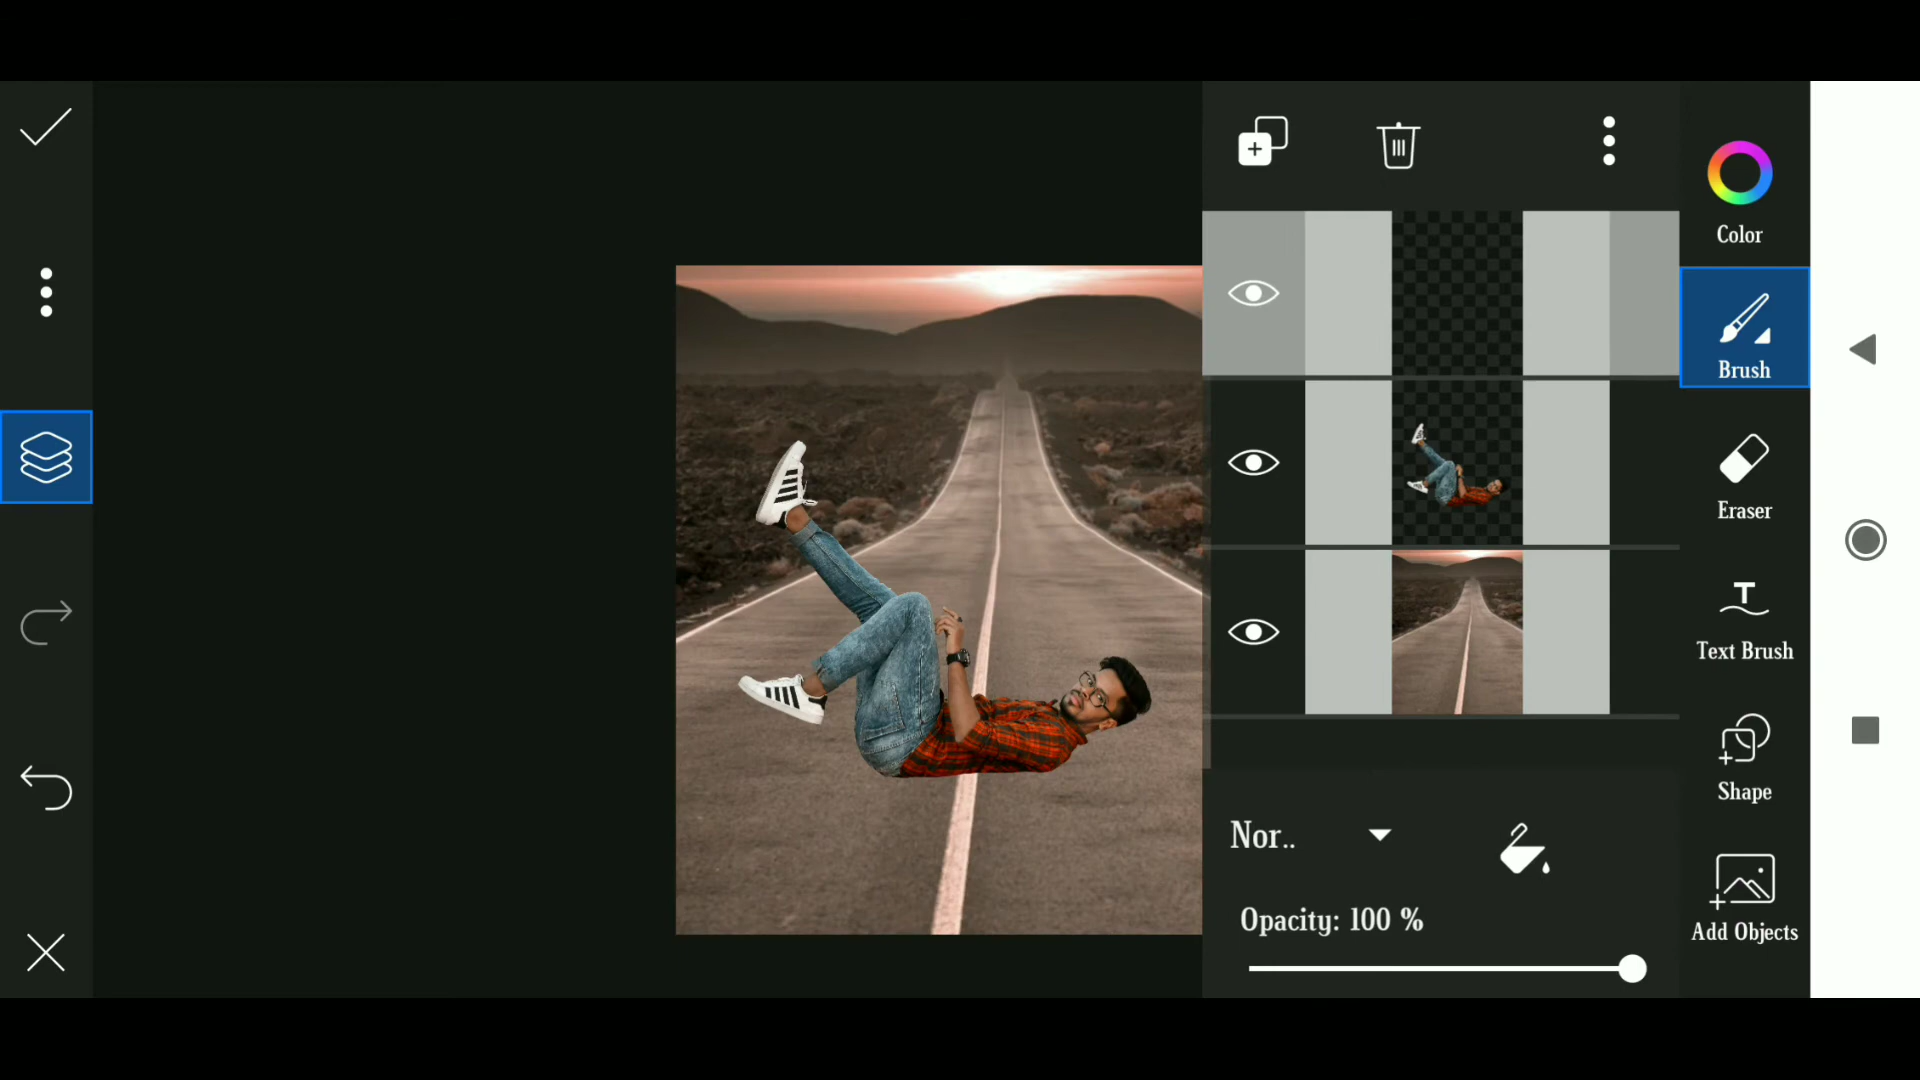 Color
Brush
Eraser
T
Text Brush
Shape
Nor..
Opacity: 100 %
Add Objects